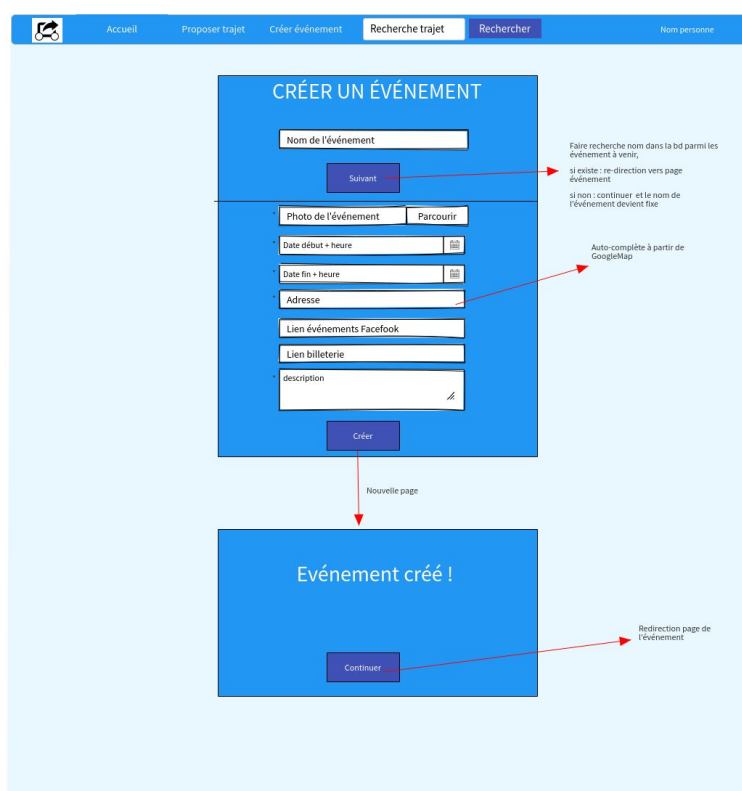 Accueil
Proposer trajet
Créer événement
Recherche trajet
Rechercher
Nom personne
CRÉER UN ÉVÉNEMENT
Nom de l'événement
Suivant
Faire recherche nom dans la bd parmi les
événement à venir,
si existe : re-direction vers page
événement
si non : continuer et le nom de
l'événement devient fixe
* Photo de l'événement
Parcourir
* Date début + heure
* Date fin + heure
* Adresse
Auto-complète à partir de
GoogleMap
Lien événements Facefook
Lien billeterie
* description
Créer
Nouvelle page
Evénement créé !
Continuer
Redirection page de
l'événement